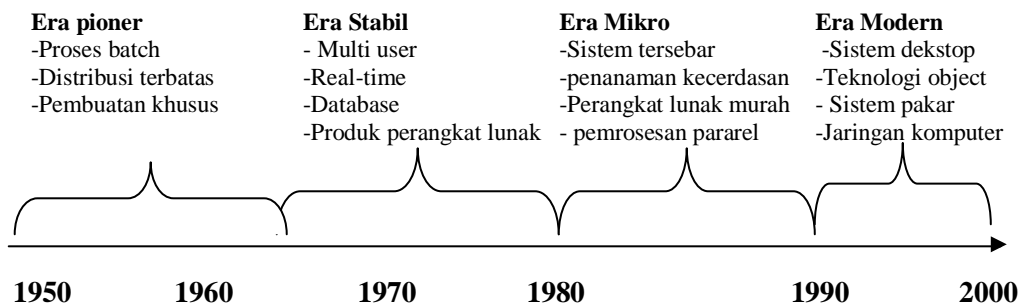 Era pioner
-Proses batch
-Distribusi terbatas
-Pembuatan khusus
Era Stabil
- Multi user
-Real-time
-Database
-Produk perangkat lunak
Era Mikro
-Sistem tersebar
-penanaman kecerdasan
-Perangkat lunak murah
- pemrosesan pararel
Era Modern
-Sistem dekstop
-Teknologi object
- Sistem pakar
-Jaringan komputer
1950 1960 1970 1980 1990 2000